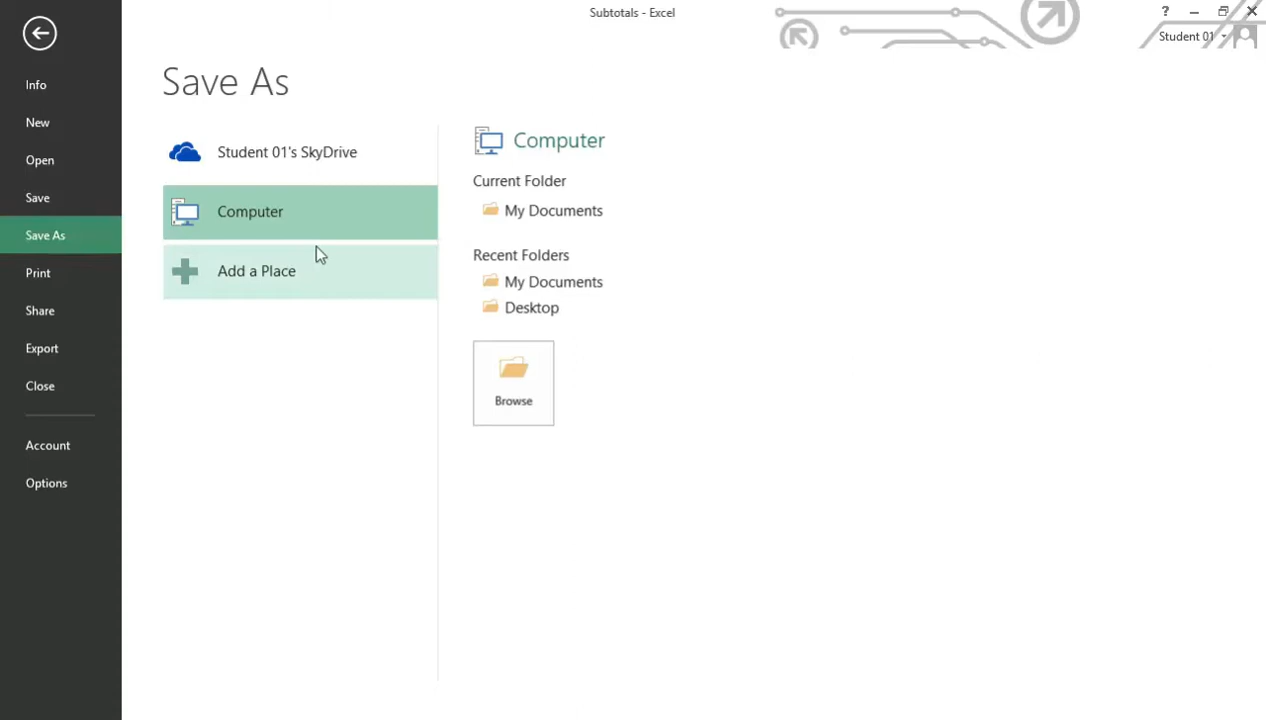 Subtotals - Excel
?
Student 01
Info
New
Open
Save
Save As
Print
Share
Export
Close
Account
Options
Save As
Student 01's SkyDrive
Computer
Add a Place
Computer
Current Folder
My Documents
Recent Folders
My Documents
Desktop
Browse